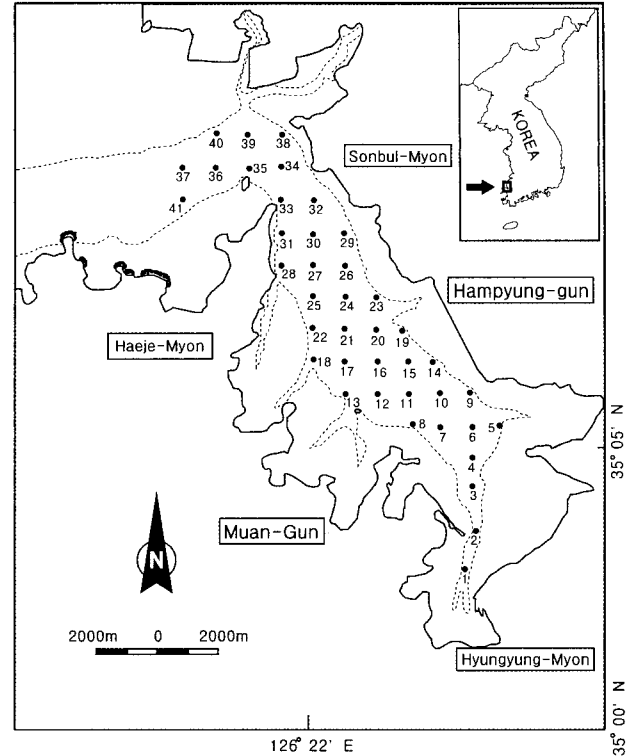 KOREA
40 39 38
Sonbul-Myon
37 36 35 34
41 33 32
31 30 29
28 27 26
Hampyung-gun
25 24 23
22 21 20 19
Haeje-Myon
18 17 16 15 14
13 12 11 10 9
8 7 6 5
35° 05' N
4
3
Muan-Gun
2
N
1
2000m 0 2000m
Hyungyung-Myon
126° 22' E
35° 00' N